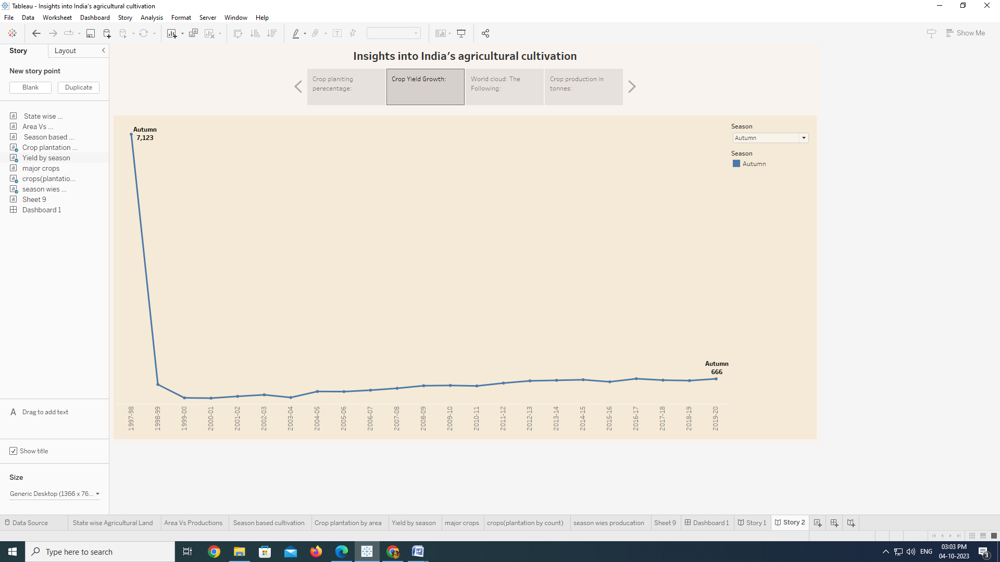 Tableau - Insights into India's agricultural cultivation
File Data Worksheet Dashboard Story Analysis Format Server Window Help
Show Me
Story Layout
New story point
Blank Duplicate
State wise ...
Area Vs ...
Season based ...
Crop plantation ...
Yield by season
major crops
crops(plantatio...
season wies ...
Sheet 9
Dashboard 1
A Drag to add text
Show title
Size
Generic Desktop (1366 x 76...
Insights into India’s agricultural cultivation
Crop planiting
perecentage:
Crop Yield Growth:
World cloud: The
Following:
Crop production in
tonnes:
Autumn
7,123
Season
Autumn
Season
Autumn
Autumn
666
1997-98
1998-99
1999-00
2000-01
2001-02
2002-03
2003-04
2004-05
2005-06
2006-07
2007-08
2008-09
2009-10
2010-11
2011-12
2012-13
2013-14
2014-15
2015-16
2016-17
2017-18
2018-19
2019-20
Data Source State wise Agricultural Land Area Vs Productions Season based cultivation Crop plantation by area Yield by season major crops crops(plantation by count) season wies producation Sheet 9 Dashboard 1 Story 1 Story 2
Type here to search
ENG
03:03 PM
04-10-2023
3